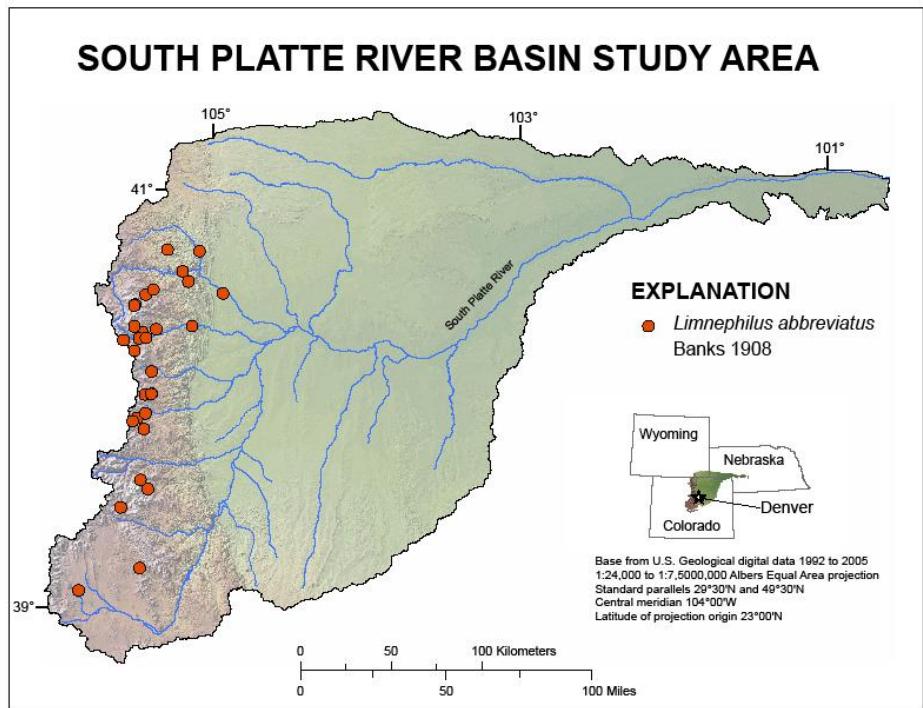 SOUTH PLATTE RIVER BASIN STUDY AREA
105°
103°
101°
41°
South Platte River
EXPLANATION
Limnephilus abbreviatus
Banks 1908
Wyoming
Nebraska
Denver
Colorado
Base from U.S. Geological digital data 1992 to 2005
1:24,000 to 1:7,5000,000 Albers Equal Area projection
Standard parallels 29°30'N and 49°30'N
Central meridian 104°00'W
Latitude of projection origin 23°00'N
39°
0 50 100 Kilometers
0 50 100 Miles